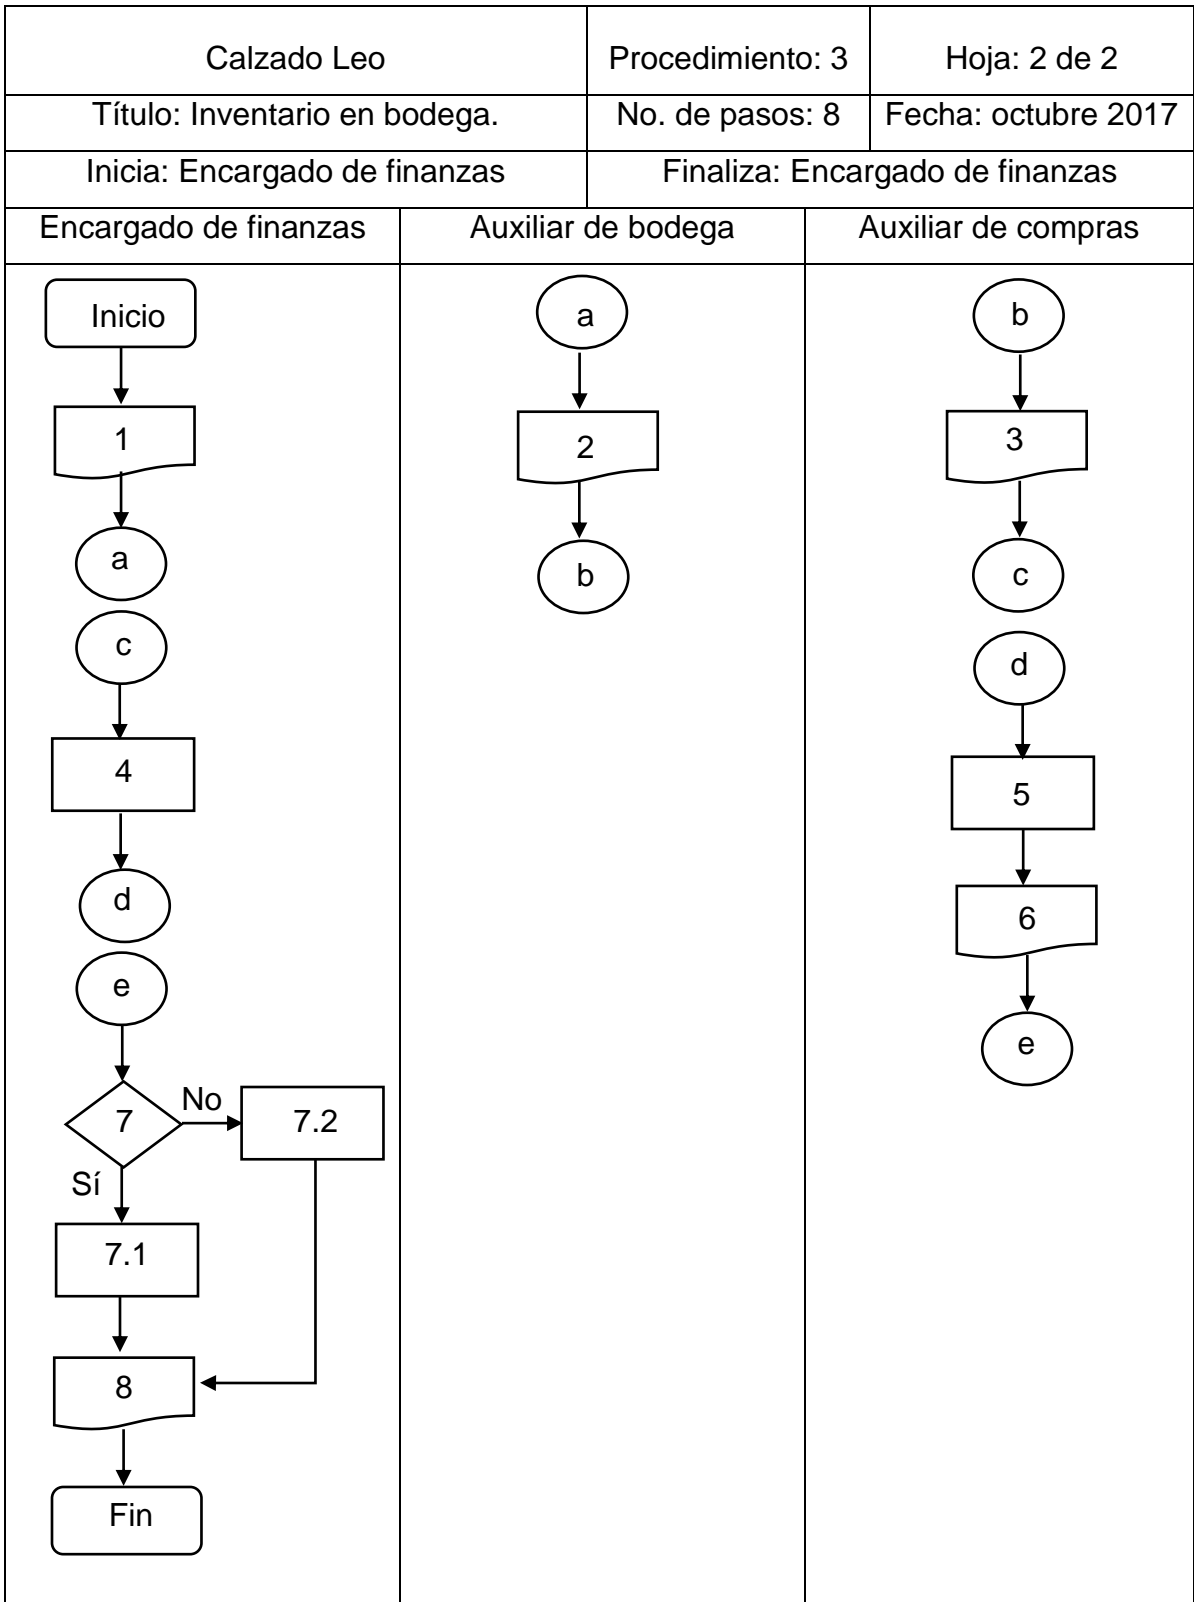 Calzado Leo
Procedimiento: 3
Hoja: 2 de 2
Título: Inventario en bodega.
No. de pasos: 8
Fecha: octubre 2017
Inicia: Encargado de finanzas
Finaliza: Encargado de finanzas
Encargado de finanzas
Auxiliar de bodega
Auxiliar de compras
Inicio
1
a
c
4
d
e
7
No
7.2
Sí
7.1
8
Fin
a
2
b
b
3
c
d
5
6
e